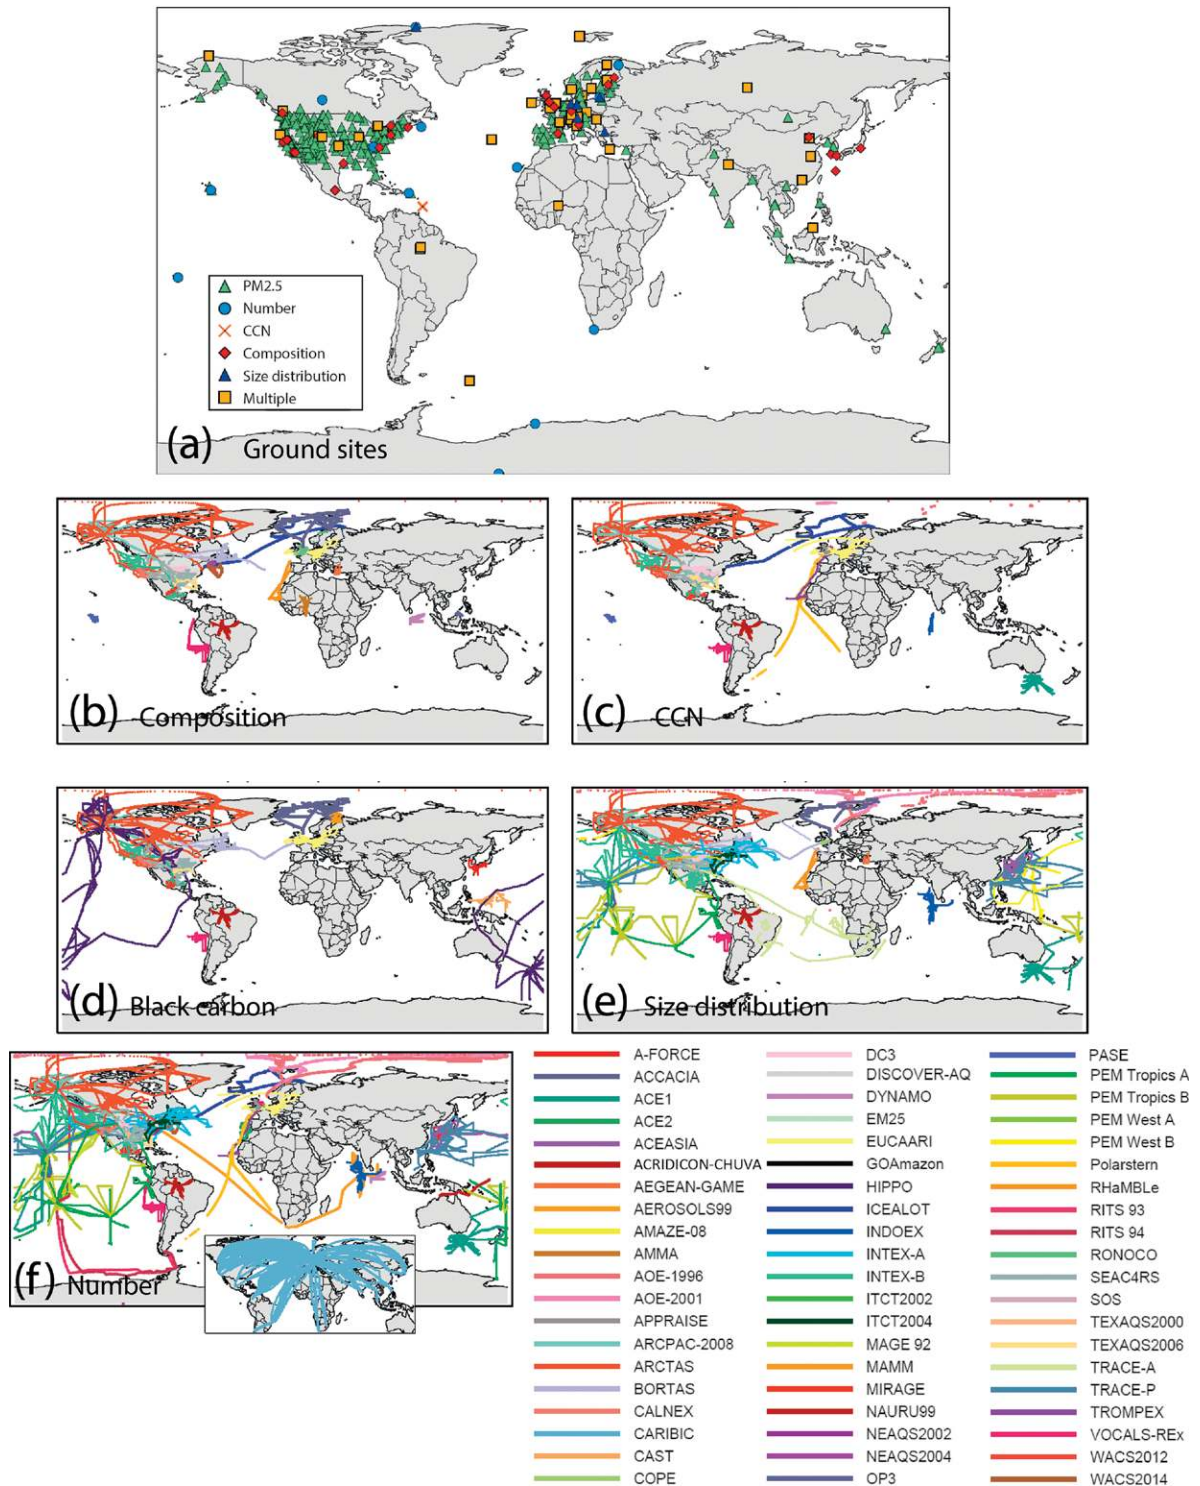 PM2.5
Number
CCN
Composition
Size distribution
Multiple
(a) Ground sites
(b) Composition
(c) CCN
(d) Black carbon
(e) Size distribution
(f) Number
A-FORCE
ACCACIA
ACE1
ACE2
ACEASIA
ACRIDICON-CHUVA
AEGEAN-GAME
AEROSOLS99
AMAZE-08
AMMA
AOE-1996
AOE-2001
APPRAISE
ARCPAC-2008
ARCTAS
BORTAS
CALNEX
CARIBIC
CAST
COPE
DC3
DISCOVER-AQ
DYNAMO
EM25
EUCAARI
GOAmazon
HIPPO
ICEALOT
INDOEX
INTEX-A
INTEX-B
ITCT2002
ITCT2004
MAGE 92
MAMM
MIRAGE
NAURU99
NEAQS2002
NEAQS2004
OP3
PASE
PEM Tropics A
PEM Tropics B
PEM West A
PEM West B
Polarstern
RHaMBLe
RITS 93
RITS 94
RONOCO
SEAC4RS
SOS
TEXAQS2000
TEXAQS2006
TRACE-A
TRACE-P
TROMPEX
VOCALS-REx
WACS2012
WACS2014